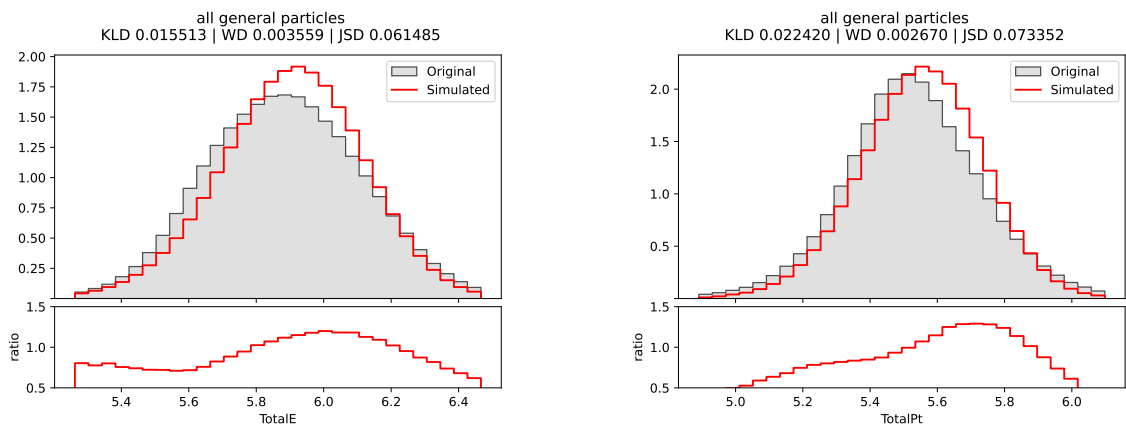 all general particles
KLD 0.015513 | WD 0.003559 | JSD 0.061485
2.00
1.75
1.50
1.25
1.00
0.75
0.50
0.25
Original
Simulated
1.5
1.0
0.5
ratio
5.4 5.6 5.8 6.0 6.2 6.4
TotalE
all general particles
KLD 0.022420 | WD 0.002670 | JSD 0.073352
2.0
1.5
1.0
0.5
Original
Simulated
1.5
1.0
0.5
ratio
5.0 5.2 5.4 5.6 5.8 6.0
TotalPt